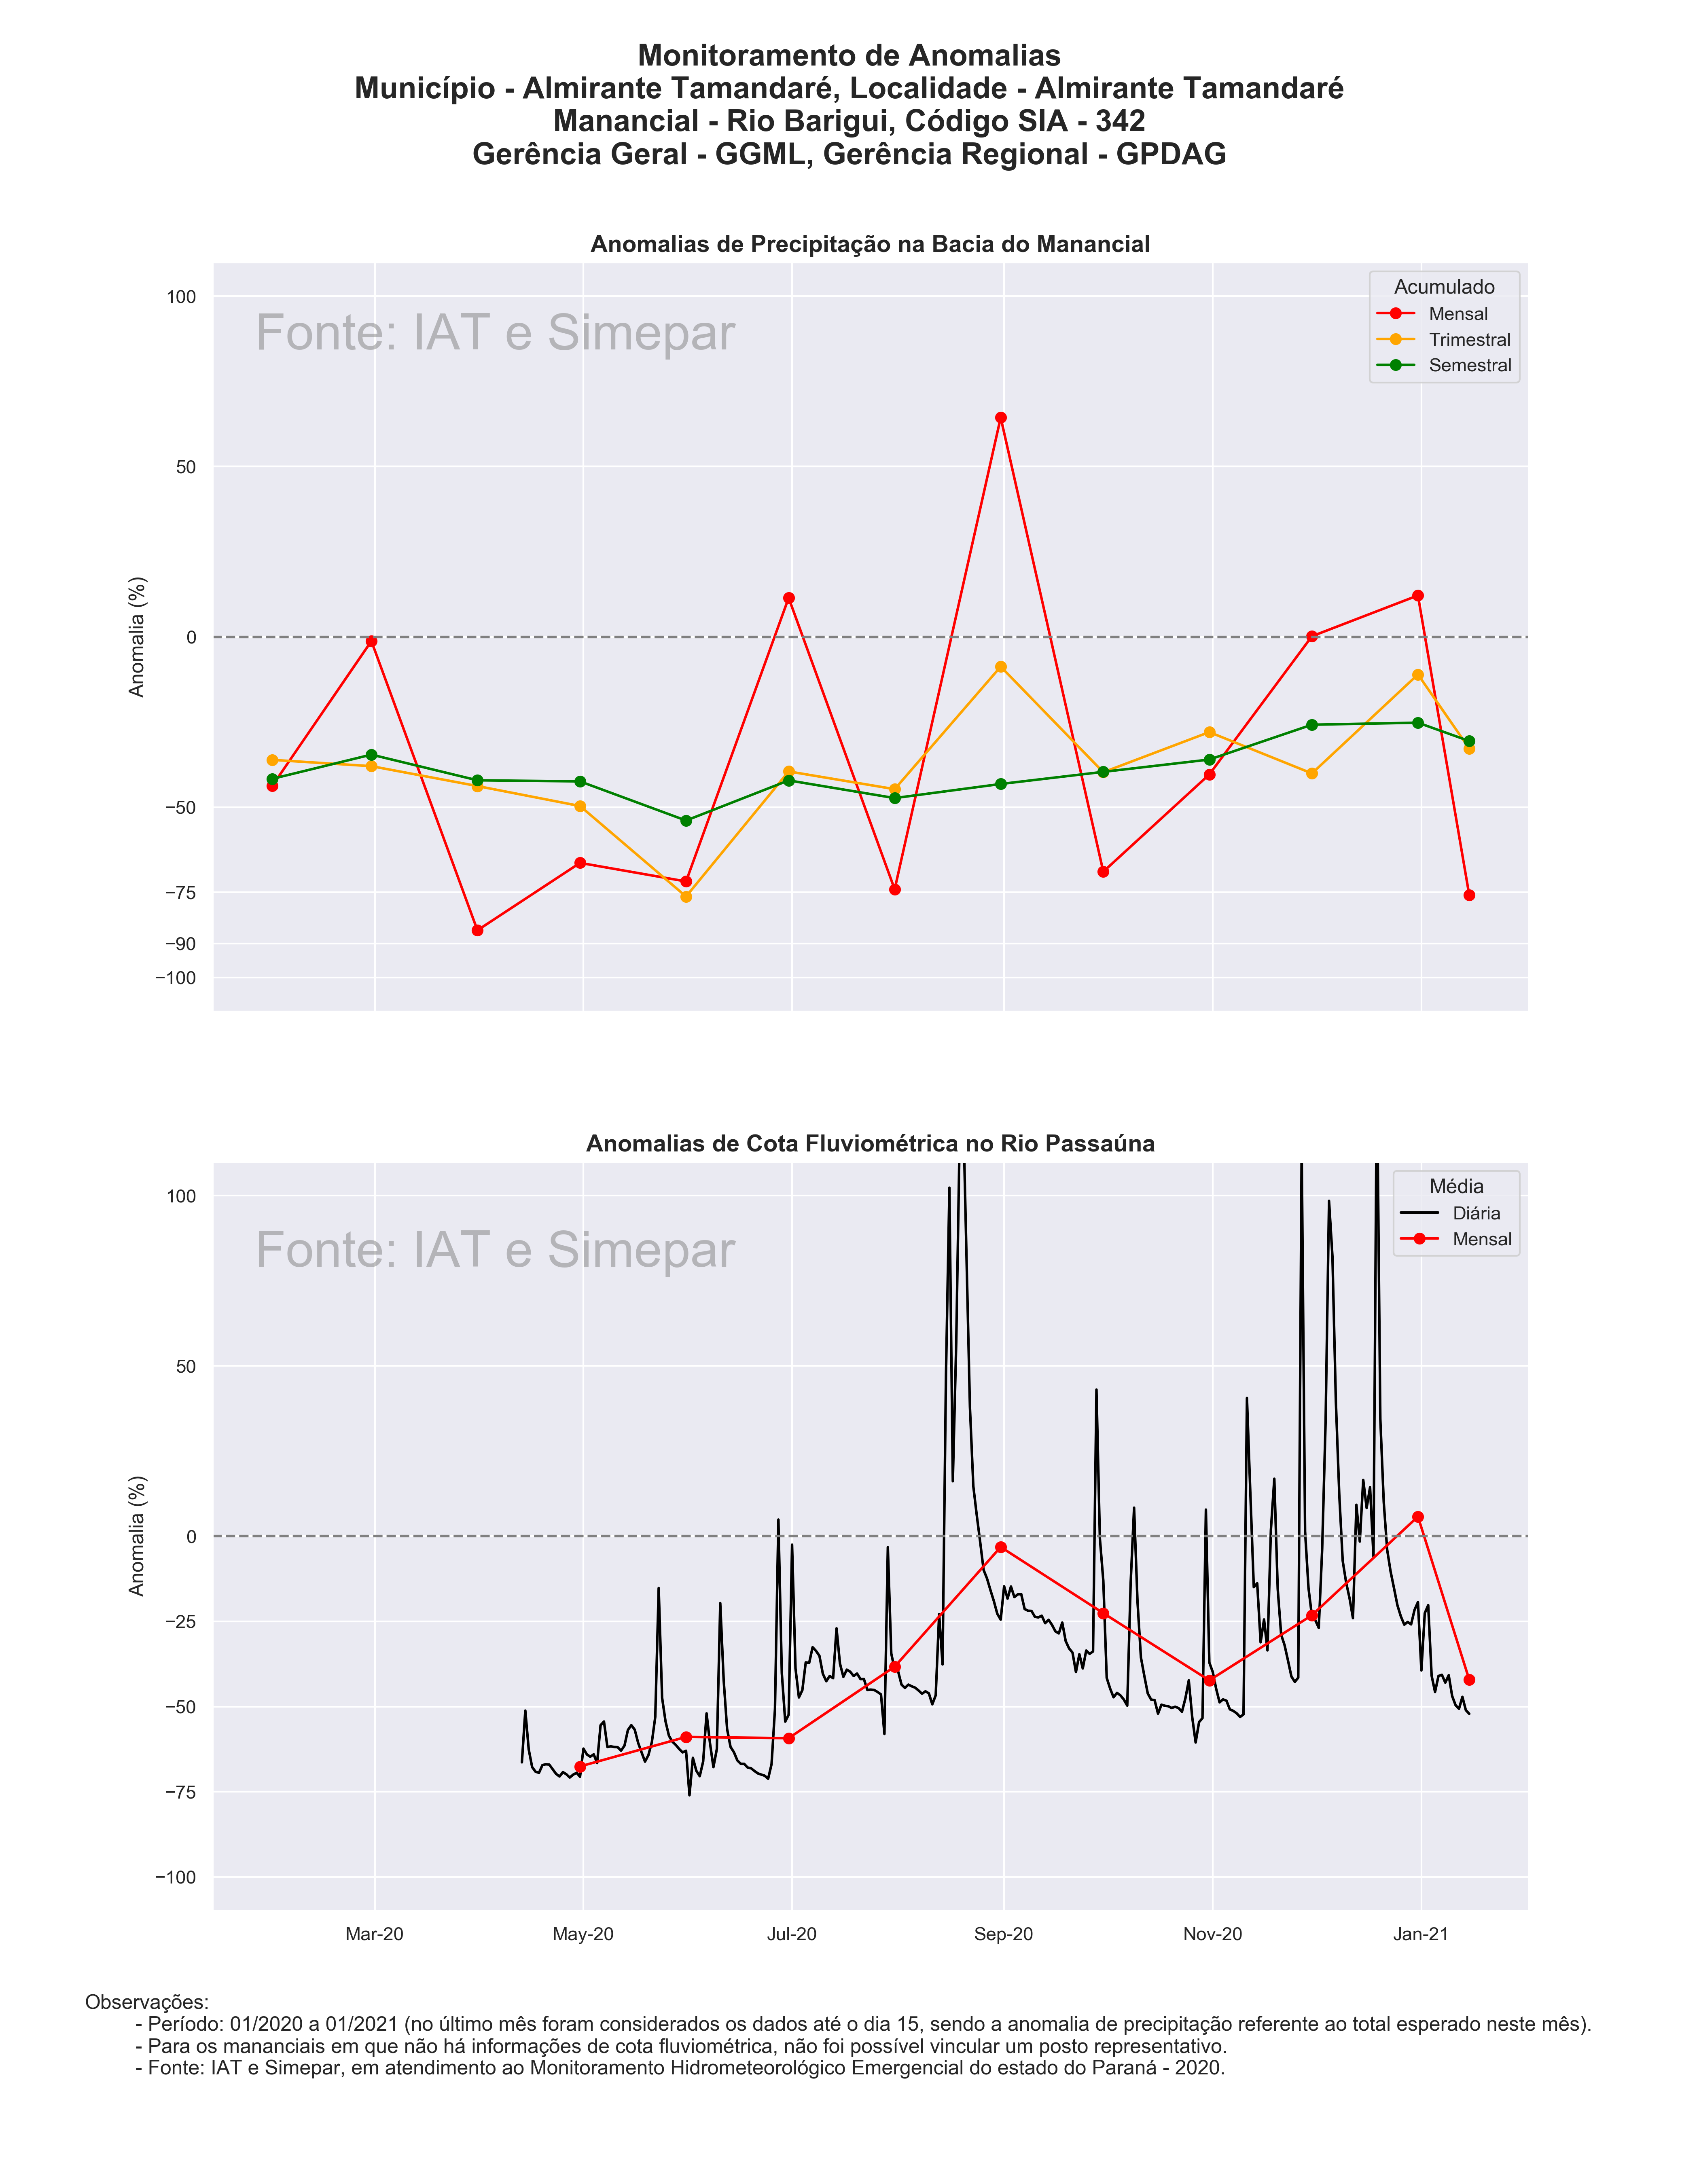 Monitoramento de Anomalias
Município - Almirante Tamandaré, Localidade - Almirante Tamandaré
Manancial - Rio Barigui, Código SIA - 342
Gerência Geral - GGML, Gerência Regional - GPDAG
Anomalias de Precipitação na Bacia do Manancial
Fonte: IAT e Simepar
Acumulado
Mensal
Trimestral
Semestral
Anomalia (%)
100
50
0
−50
−75
−90
−100
Anomalias de Cota Fluviométrica no Rio Passaúna
Fonte: IAT e Simepar
Média
Diária
Mensal
Anomalia (%)
100
50
0
−25
−50
−75
−100
Mar-20 May-20 Jul-20 Sep-20 Nov-20 Jan-21
Observações:
- Período: 01/2020 a 01/2021 (no último mês foram considerados os dados até o dia 15, sendo a anomalia de precipitação referente ao total esperado neste mês).
- Para os mananciais em que não há informações de cota fluviométrica, não foi possível vincular um posto representativo.
- Fonte: IAT e Simepar, em atendimento ao Monitoramento Hidrometeorológico Emergencial do estado do Paraná - 2020.